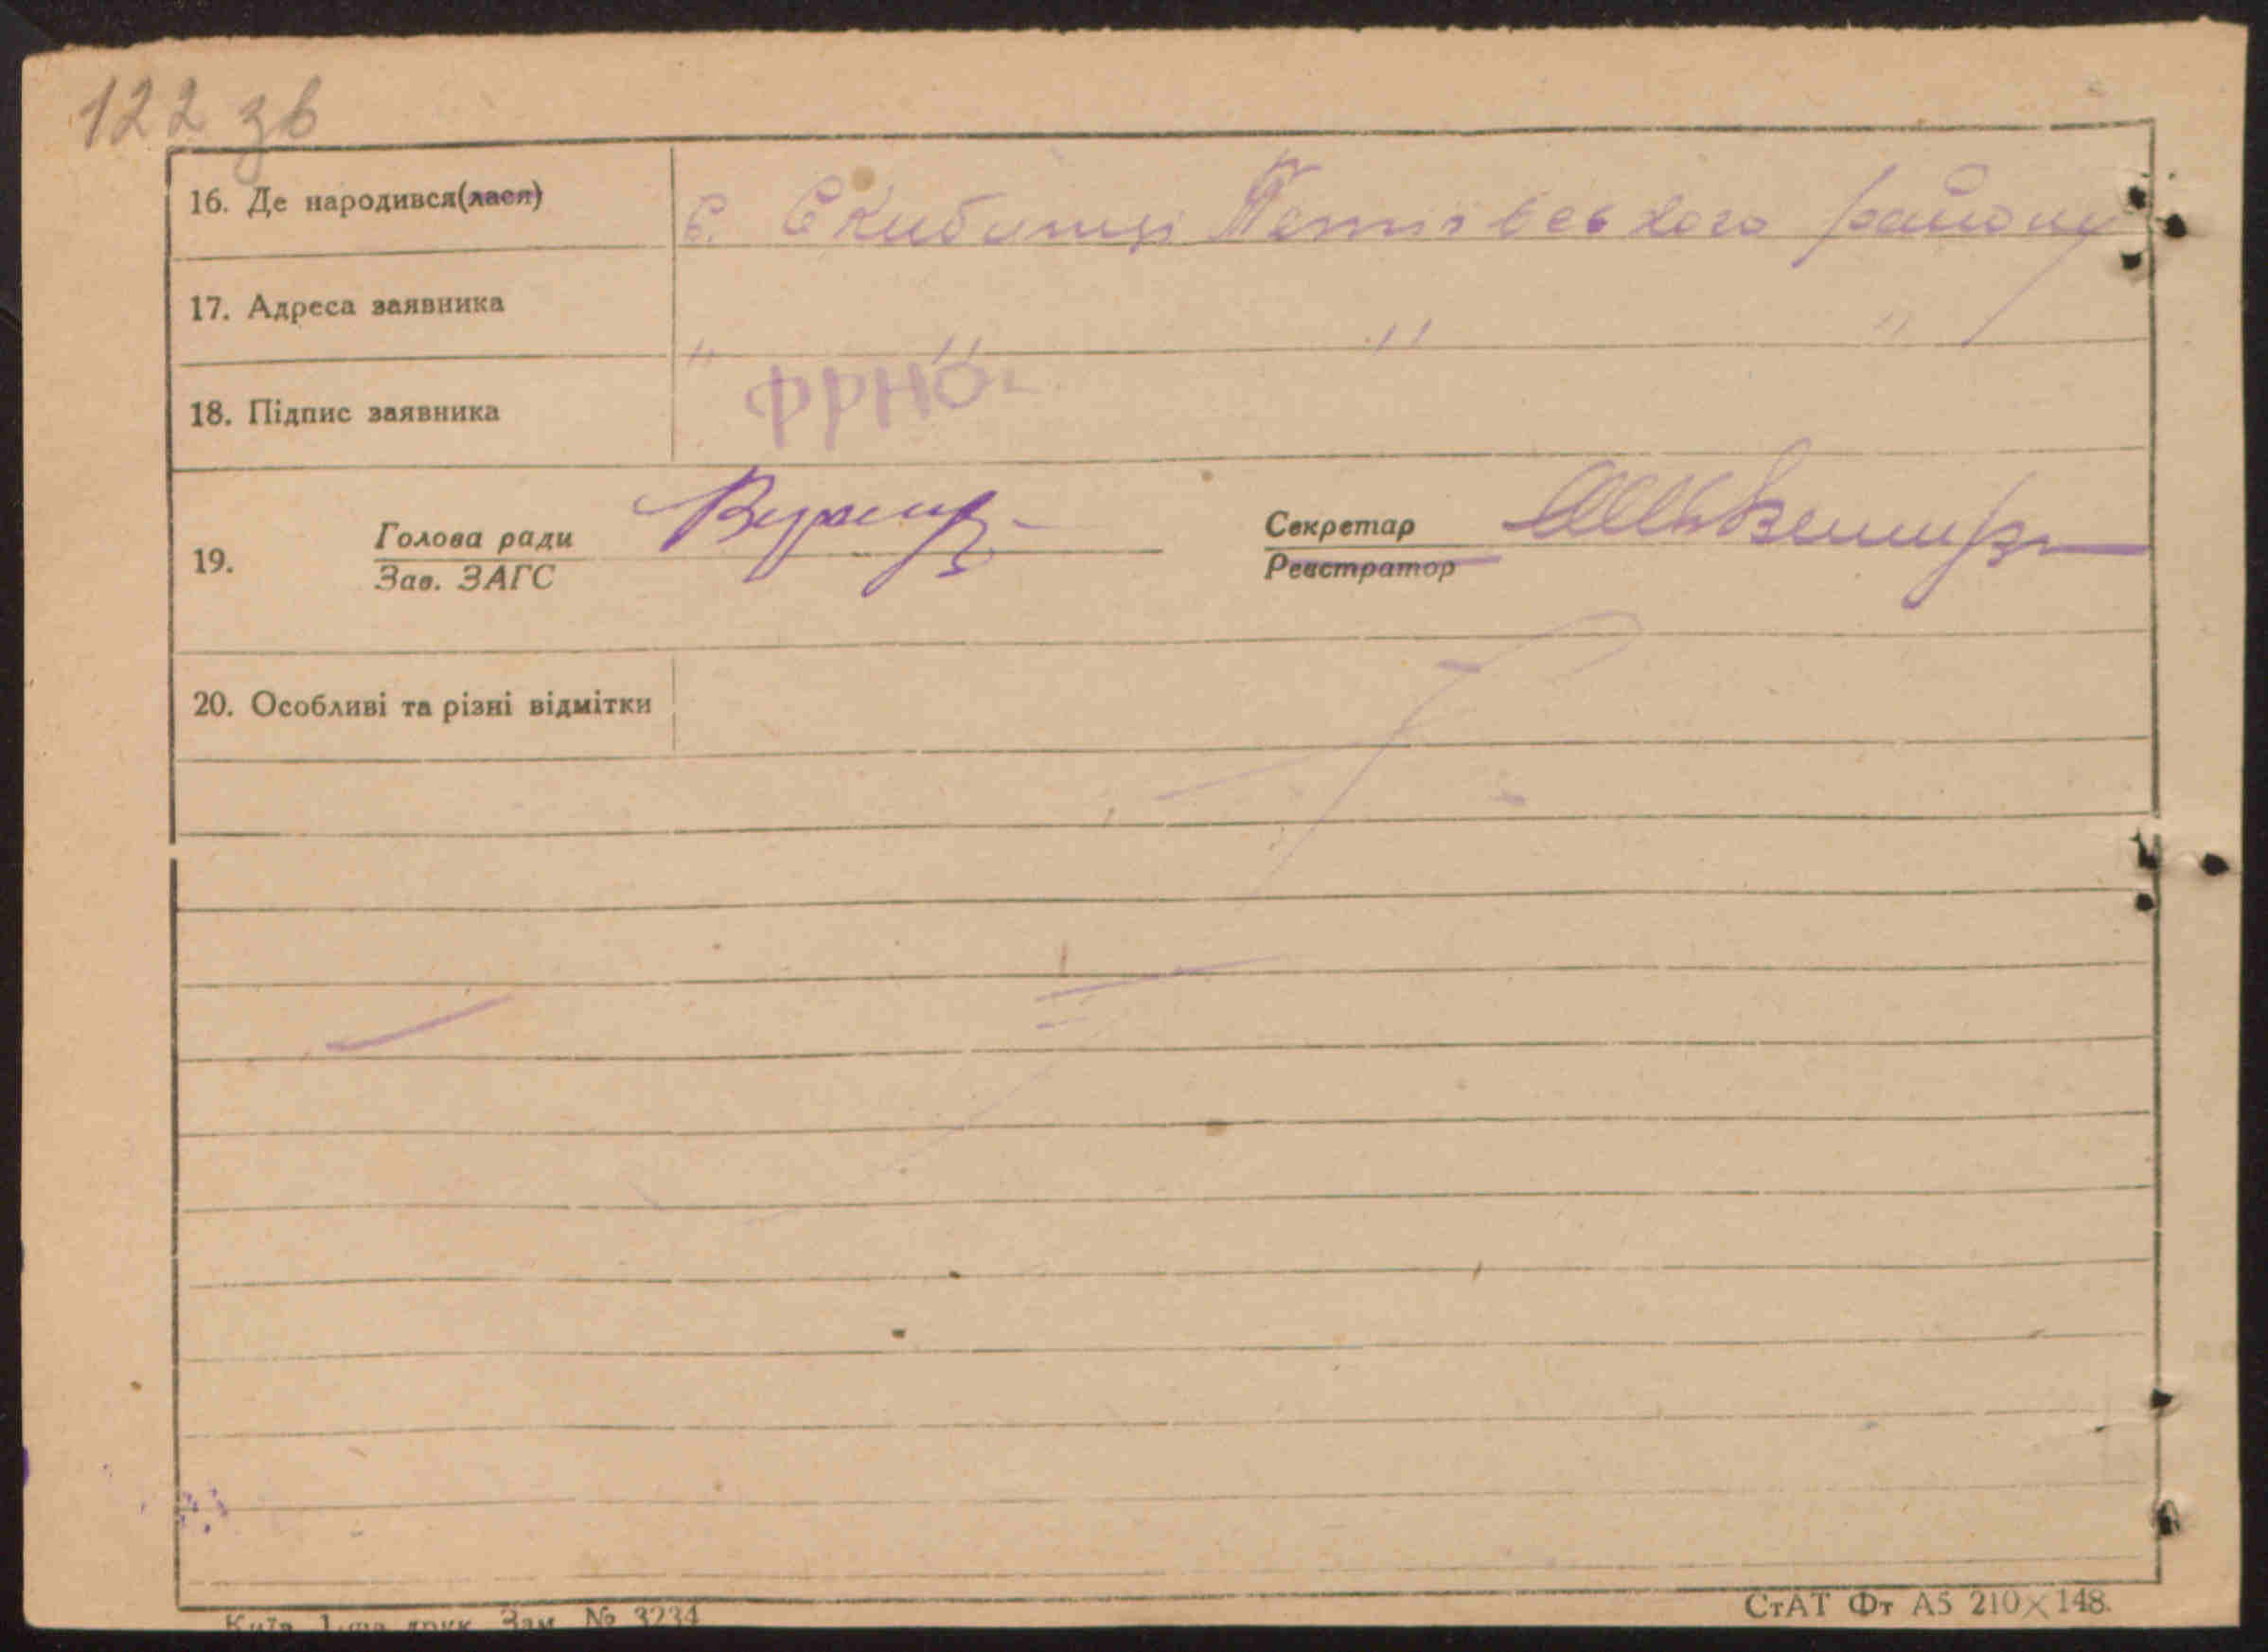 122 зв
16. Де народився(лася) с. Скибинці Тетіївського району
17. Адреса заявника " " " "
18. Підпис заявника
19. Голова ради Секретар
Зав. ЗАГС Реєстратор
20. Особливі та різні відмітки
Київ. 1-ша друк. Зам. № 3234 СтАТ Фт А5 210×148.